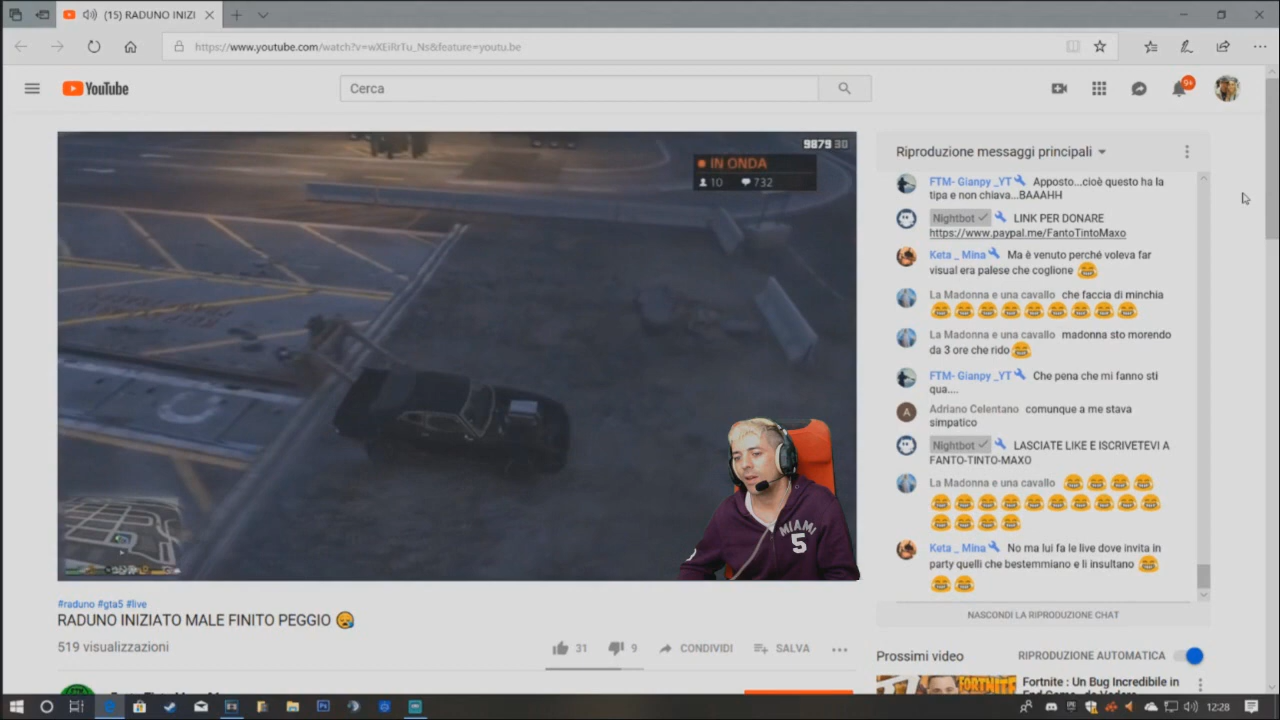 (15) RADUNO INIZI
https://www.youtube.com/watch?v=wXEiRrTu_Ns&feature=youtu.be
YouTube
Cerca
9+
9879 30
IN ONDA
10 732
MIAMI
5
#raduno #gta5 #live
RADUNO INIZIATO MALE FINITO PEGGIO
519 visualizzazioni
31 9 CONDIVIDI SALVA
Riproduzione messaggi principali
FTM- Gianpy _YT Apposto...cioè questo ha la
tipa e non chiava...BAAAHH
Nightbot LINK PER DONARE
https://www.paypal.me/FantoTintoMaxo
Keta _ Mina Ma è venuto perché voleva far
visual era palese che coglione 😂
La Madonna e una cavallo che faccia di minchia
😂😂😂😂😂😂😂😂😂
La Madonna e una cavallo madonna sto morendo
da 3 ore che rido 😂
FTM- Gianpy _YT Che pena che mi fanno sti
qua....
A Adriano Celentano comunque a me stava
simpatico
Nightbot LASCIATE LIKE E ISCRIVETEVI A
FANTO-TINTO-MAXO
La Madonna e una cavallo 😂😂😂😂
😂😂😂😂😂😂😂😂😂😂
😂😂😂😂
Keta _ Mina No ma lui fa le live dove invita in
party quelli che bestemmiano e li insultano 😂
😂😂
NASCONDI LA RIPRODUZIONE CHAT
Prossimi video RIPRODUZIONE AUTOMATICA
FORTNITE
Fortnite : Un Bug Incredibile in
12:28